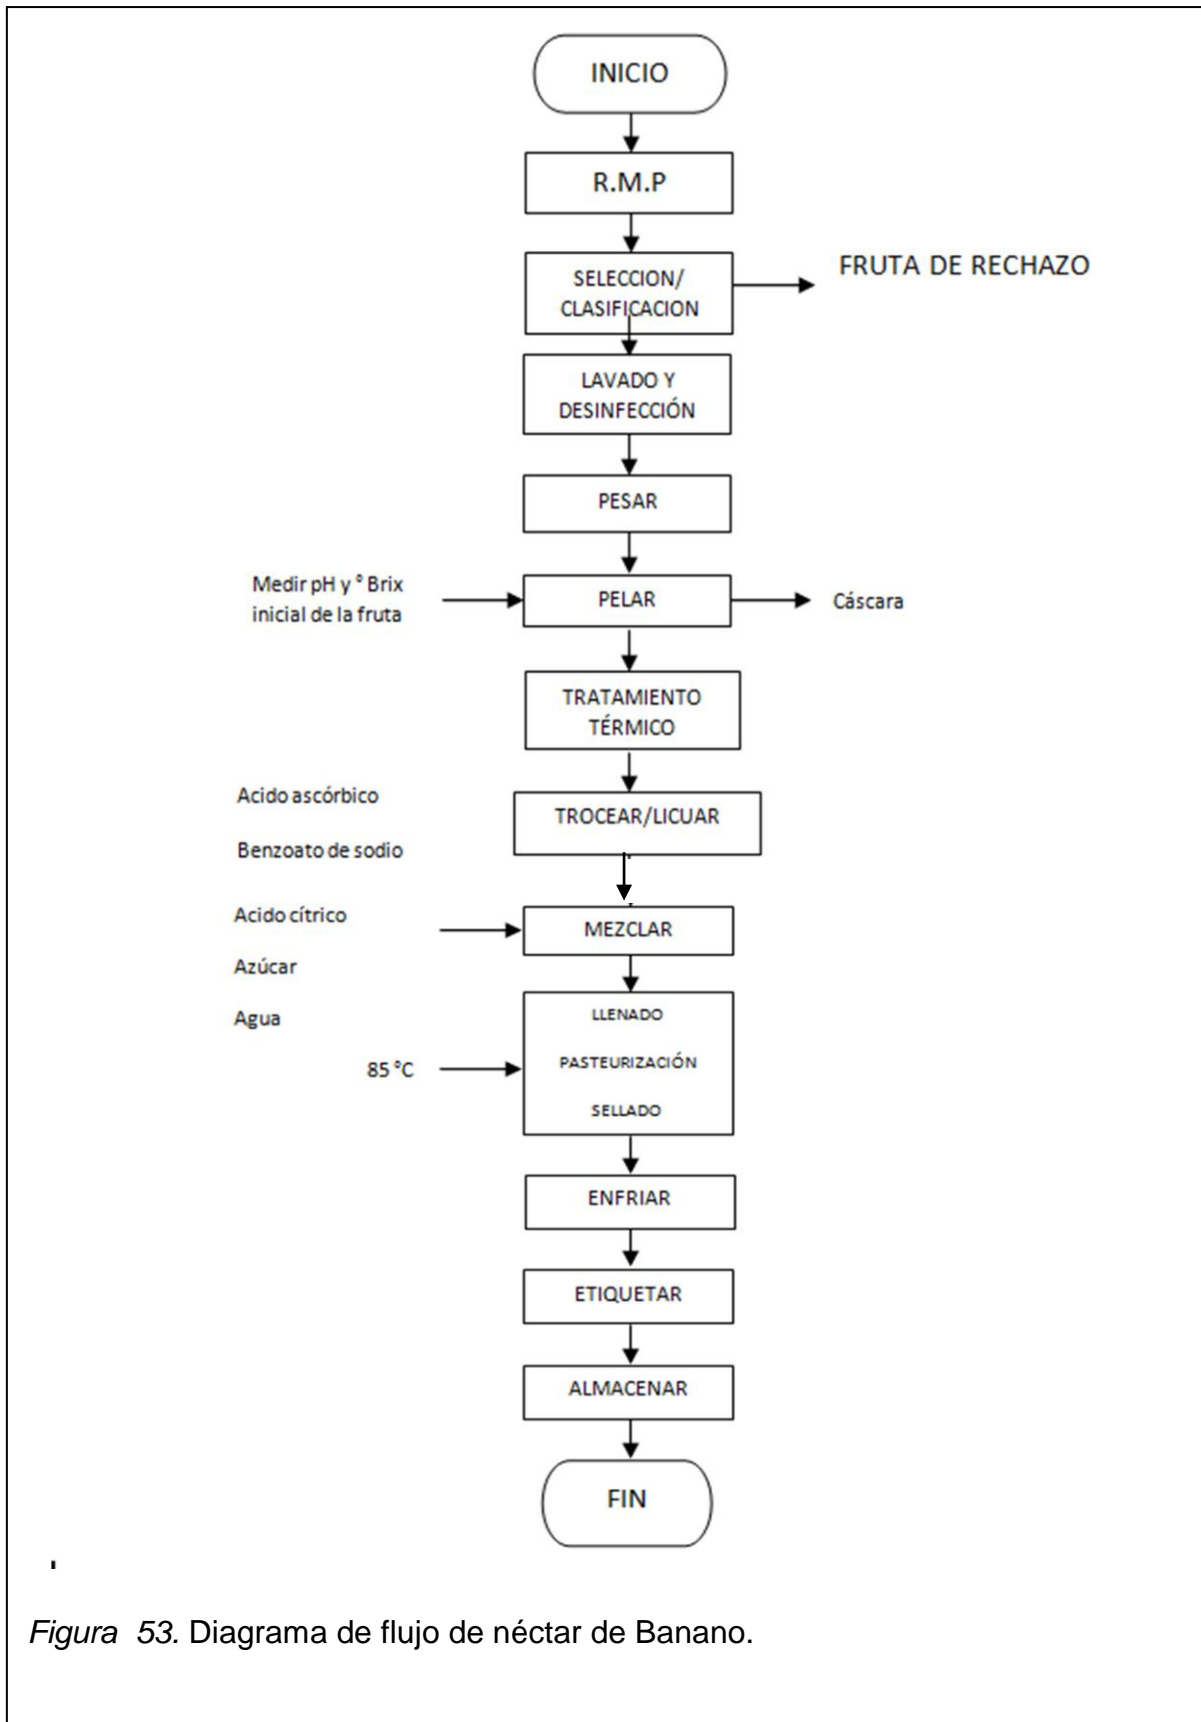 INICIO
R.M.P
SELECCION/
CLASIFICACION
FRUTA DE RECHAZO
LAVADO Y
DESINFECCIÓN
PESAR
Medir pH y ° Brix
inicial de la fruta
PELAR
Cáscara
TRATAMIENTO
TÉRMICO
Acido ascórbico
TROCEAR/LICUAR
Benzoato de sodio
Acido cítrico
MEZCLAR
Azúcar
Agua
LLENADO
85 °C
PASTEURIZACIÓN
SELLADO
ENFRIAR
ETIQUETAR
ALMACENAR
FIN
Figura 53. Diagrama de flujo de néctar de Banano.